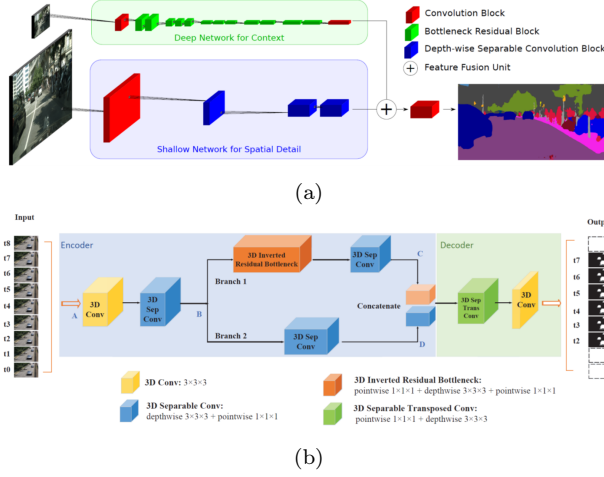 Convolution Block
Bottleneck Residual Block
Depth-wise Separable Convolution Block
+ Feature Fusion Unit
Deep Network for Context
+
Shallow Network for Spatial Detail
(a)
Input
Outp
Encoder
Decoder
t8
t7
t6
t5
t4
t3
t2
t1
t0
A
3D
Conv
3D
Sep
Conv
B
3D Inverted
Residual Bottleneck
Branch 1
3D Sep
Conv
C
Concatenate
Branch 2
3D Sep
Conv
D
3D Sep
Trans
Conv
3D
Conv
t7
t6
t5
t4
t3
t2
3D Conv: 3×3×3
3D Separable Conv:
depthwise 3×3×3 + pointwise 1×1×1
3D Inverted Residual Bottleneck:
pointwise 1×1×1 + depthwise 3×3×3 + pointwise 1×1×1
3D Separable Transposed Conv:
pointwise 1×1×1 + depthwise 3×3×3
(b)